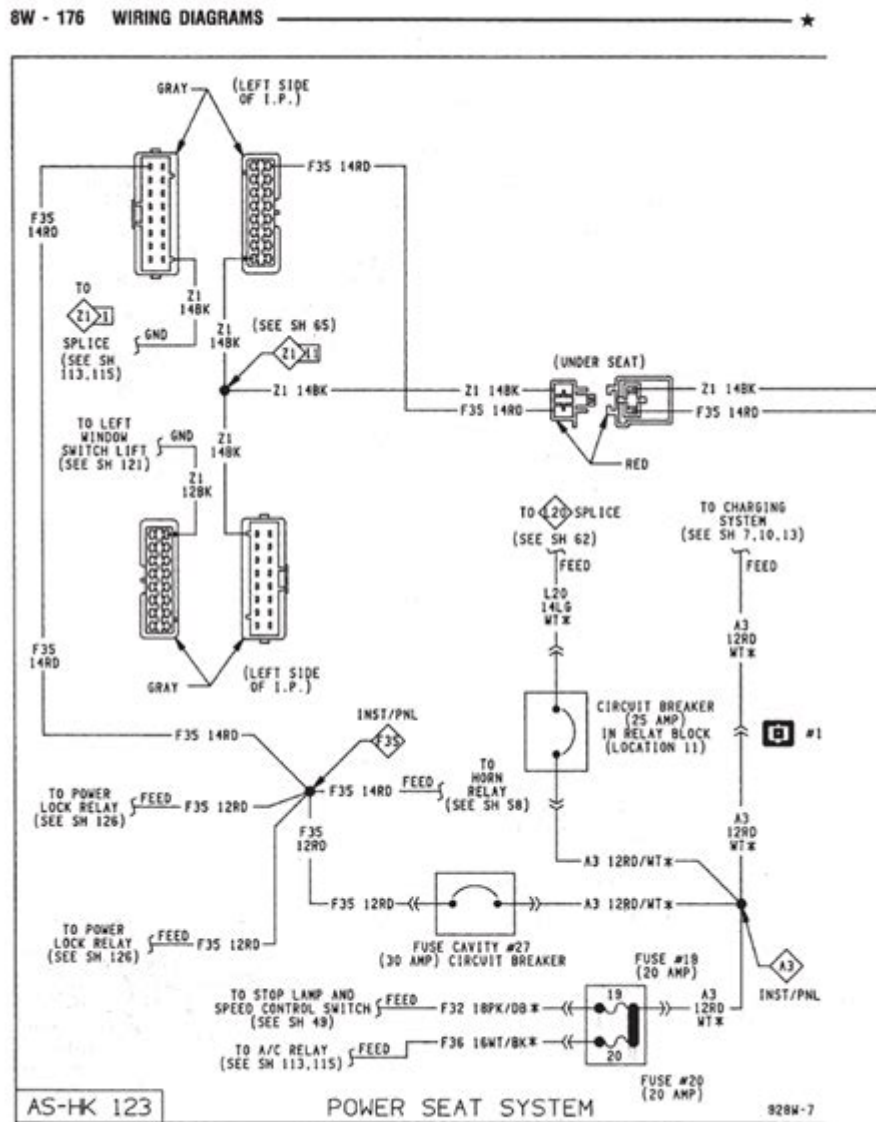 8W - 176 WIRING DIAGRAMS ★
GRAY
(LEFT SIDE
OF I.P.)
F35 14RD
F35
14RD
TO
Z1 1
SPLICE
(SEE SH
113,115)
GND
Z1
14BK
Z1
14BK
(SEE SH 65)
Z1 11
Z1 14BK
Z1 14BK
F35 14RD
(UNDER SEAT)
Z1 14BK
F35 14RD
RED
TO LEFT
WINDOW
SWITCH LIFT
(SEE SH 121)
GND
Z1
12BK
Z1
14BK
TO L20 SPLICE
(SEE SH 62)
FEED
TO CHARGING
SYSTEM
(SEE SH 7,10,13)
FEED
L20
14LG
WT*
A3
12RD
WT*
F35
14RD
GRAY
(LEFT SIDE
OF I.P.)
CIRCUIT BREAKER
(25 AMP)
IN RELAY BLOCK
(LOCATION 11)
#1
INST/PNL
F35
F35 14RD
TO
HORN
RELAY
(SEE SH 58)
F35 14RD
FEED
TO POWER
LOCK RELAY
(SEE SH 126)
FEED
F35 12RD
F35
12RD
A3
12RD
WT*
A3 12RD/WT*
F35 12RD
A3 12RD/WT*
TO POWER
LOCK RELAY
(SEE SH 126)
FEED
F35 12RD
FUSE CAVITY #27
(30 AMP) CIRCUIT BREAKER
FUSE #19
(20 AMP)
A3
INST/PNL
TO STOP LAMP AND
SPEED CONTROL SWITCH
(SEE SH 49)
FEED
F32 18PK/DB*
19
A3
12RD
WT*
TO A/C RELAY
(SEE SH 113,115)
FEED
F36 16WT/BK*
20
FUSE #20
(20 AMP)
AS-HK 123
POWER SEAT SYSTEM
928W-7